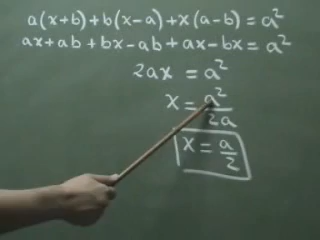 a(x+b)+b(x-a)+x(a-b)=a²
ax+ab+bx-ab+ax-bx=a²
2ax = a²
x = a²/2a
x = a/2